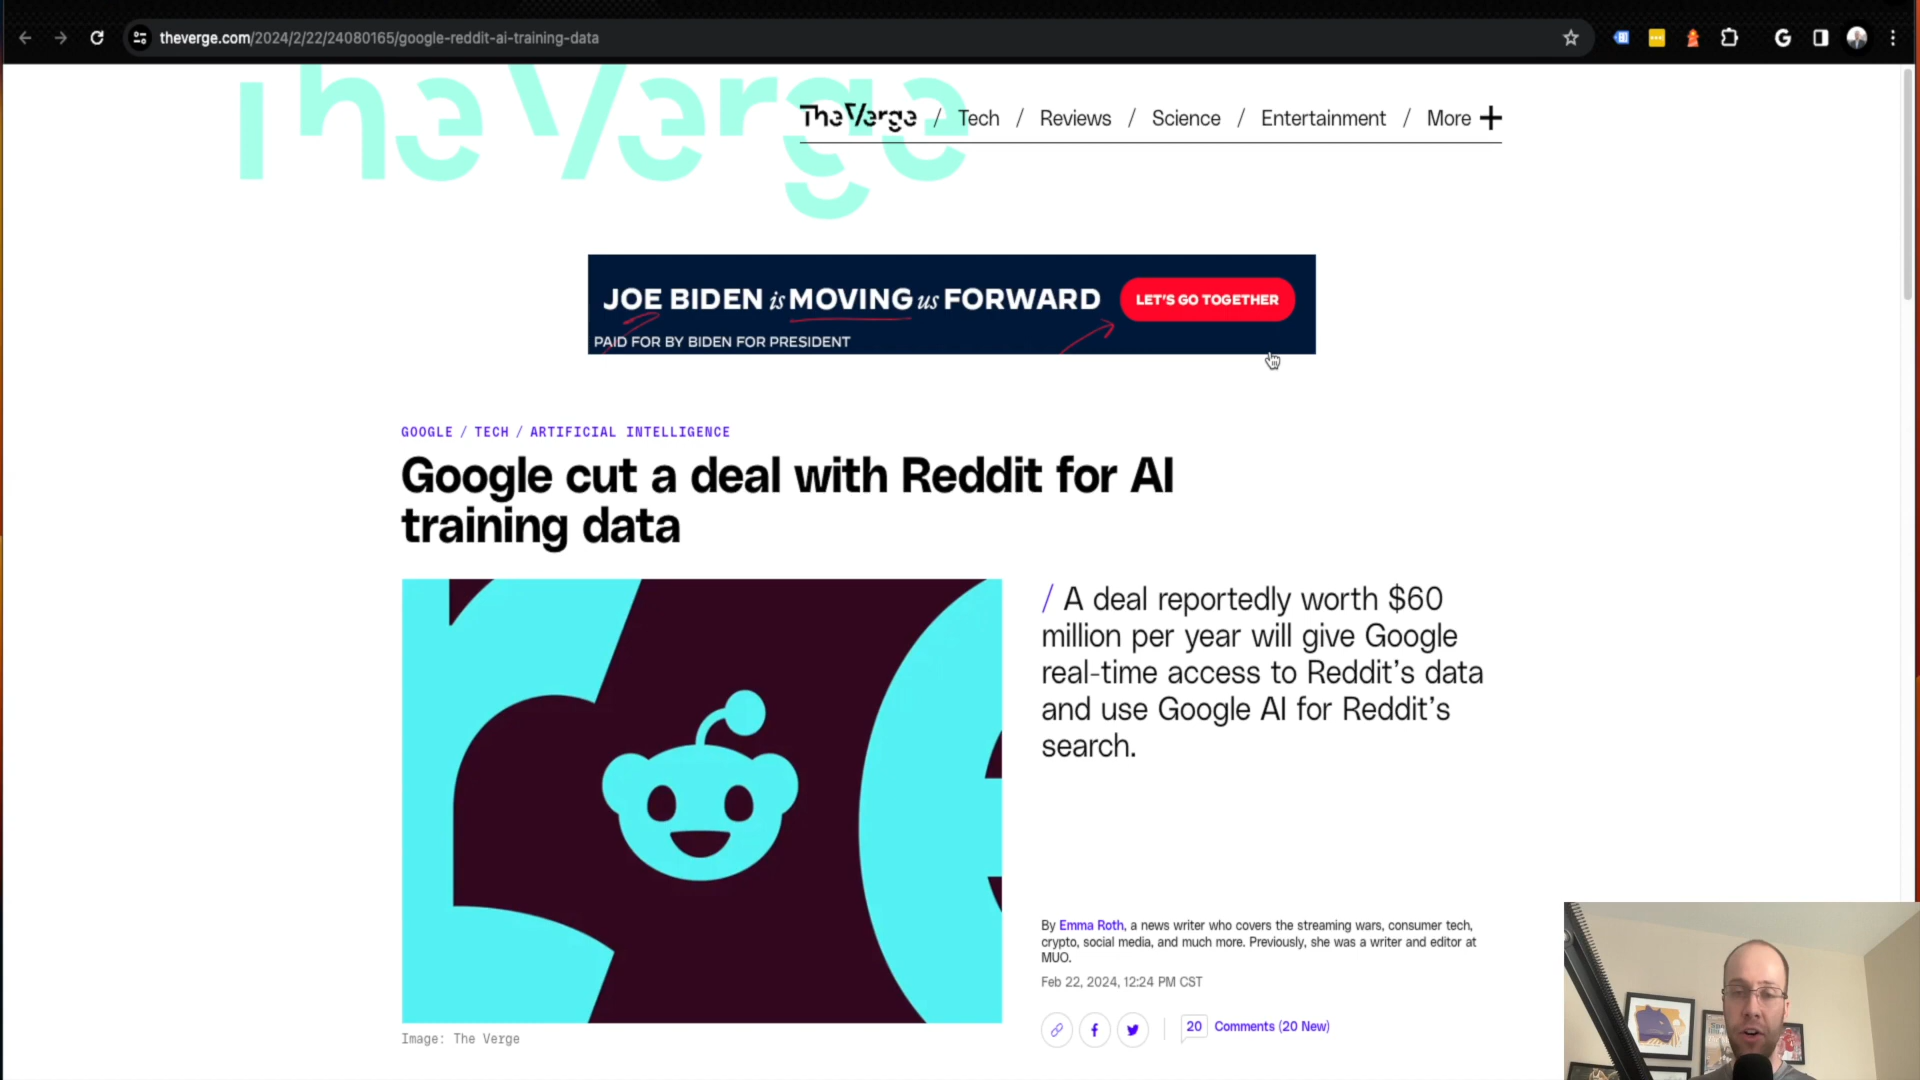 theverge.com/2024/2/22/24080165/google-reddit-ai-training-data
The Verge
The Verge / Tech / Reviews / Science / Entertainment / More +
JOE BIDEN is MOVING us FORWARD
LET'S GO TOGETHER
PAID FOR BY BIDEN FOR PRESIDENT
GOOGLE / TECH / ARTIFICIAL INTELLIGENCE
Google cut a deal with Reddit for AI
training data
/ A deal reportedly worth $60
million per year will give Google
real-time access to Reddit’s data
and use Google AI for Reddit’s
search.
By Emma Roth, a news writer who covers the streaming wars, consumer tech,
crypto, social media, and much more. Previously, she was a writer and editor at
MUO.
Feb 22, 2024, 12:24 PM CST
20 Comments (20 New)
Image: The Verge